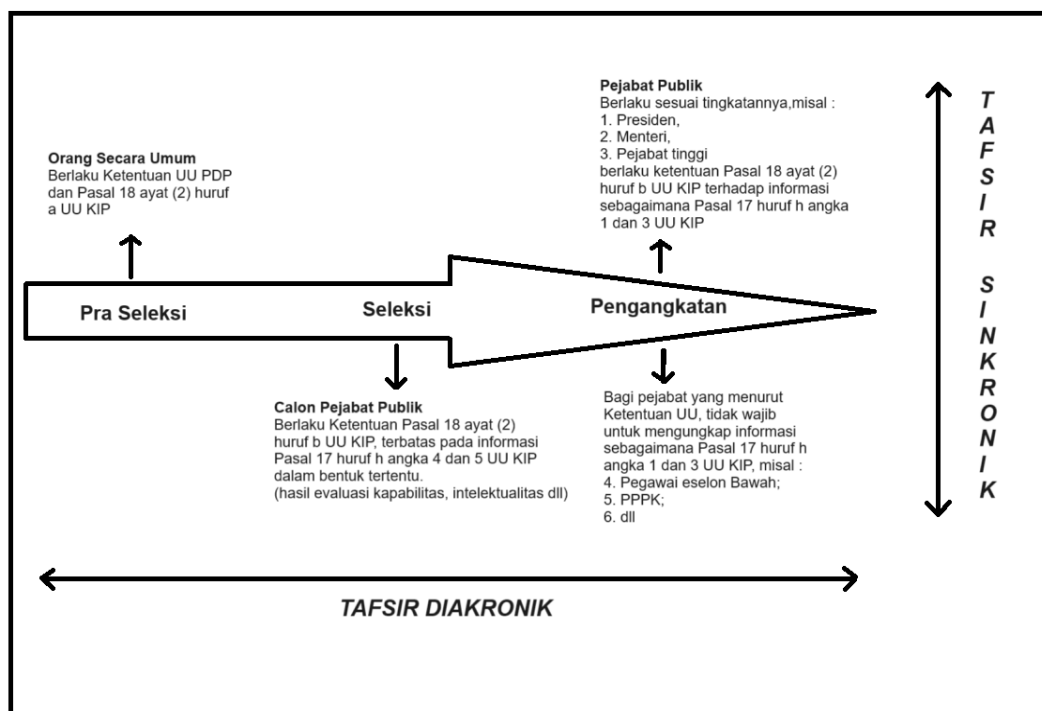 Pejabat Publik
Berlaku sesuai tingkatannya,misal :
1. Presiden,
2. Menteri,
3. Pejabat tinggi
berlaku ketentuan Pasal 18 ayat (2)
huruf b UU KIP terhadap informasi
sebagaimana Pasal 17 huruf h angka
1 dan 3 UU KIP
Orang Secara Umum
Berlaku Ketentuan UU PDP
dan Pasal 18 ayat (2) huruf
a UU KIP
Pra Seleksi
Seleksi
Pengangkatan
Calon Pejabat Publik
Berlaku Ketentuan Pasal 18 ayat (2)
huruf b UU KIP, terbatas pada informasi
Pasal 17 huruf h angka 4 dan 5 UU KIP
dalam bentuk tertentu.
(hasil evaluasi kapabilitas, intelektualitas dll)
Bagi pejabat yang menurut
Ketentuan UU, tidak wajib
untuk mengungkap informasi
sebagaimana Pasal 17 huruf h
angka 1 dan 3 UU KIP, misal :
4. Pegawai eselon Bawah;
5. PPPK;
6. dll
TAFSIR DIAKRONIK
TAFSIR SINKRONIK